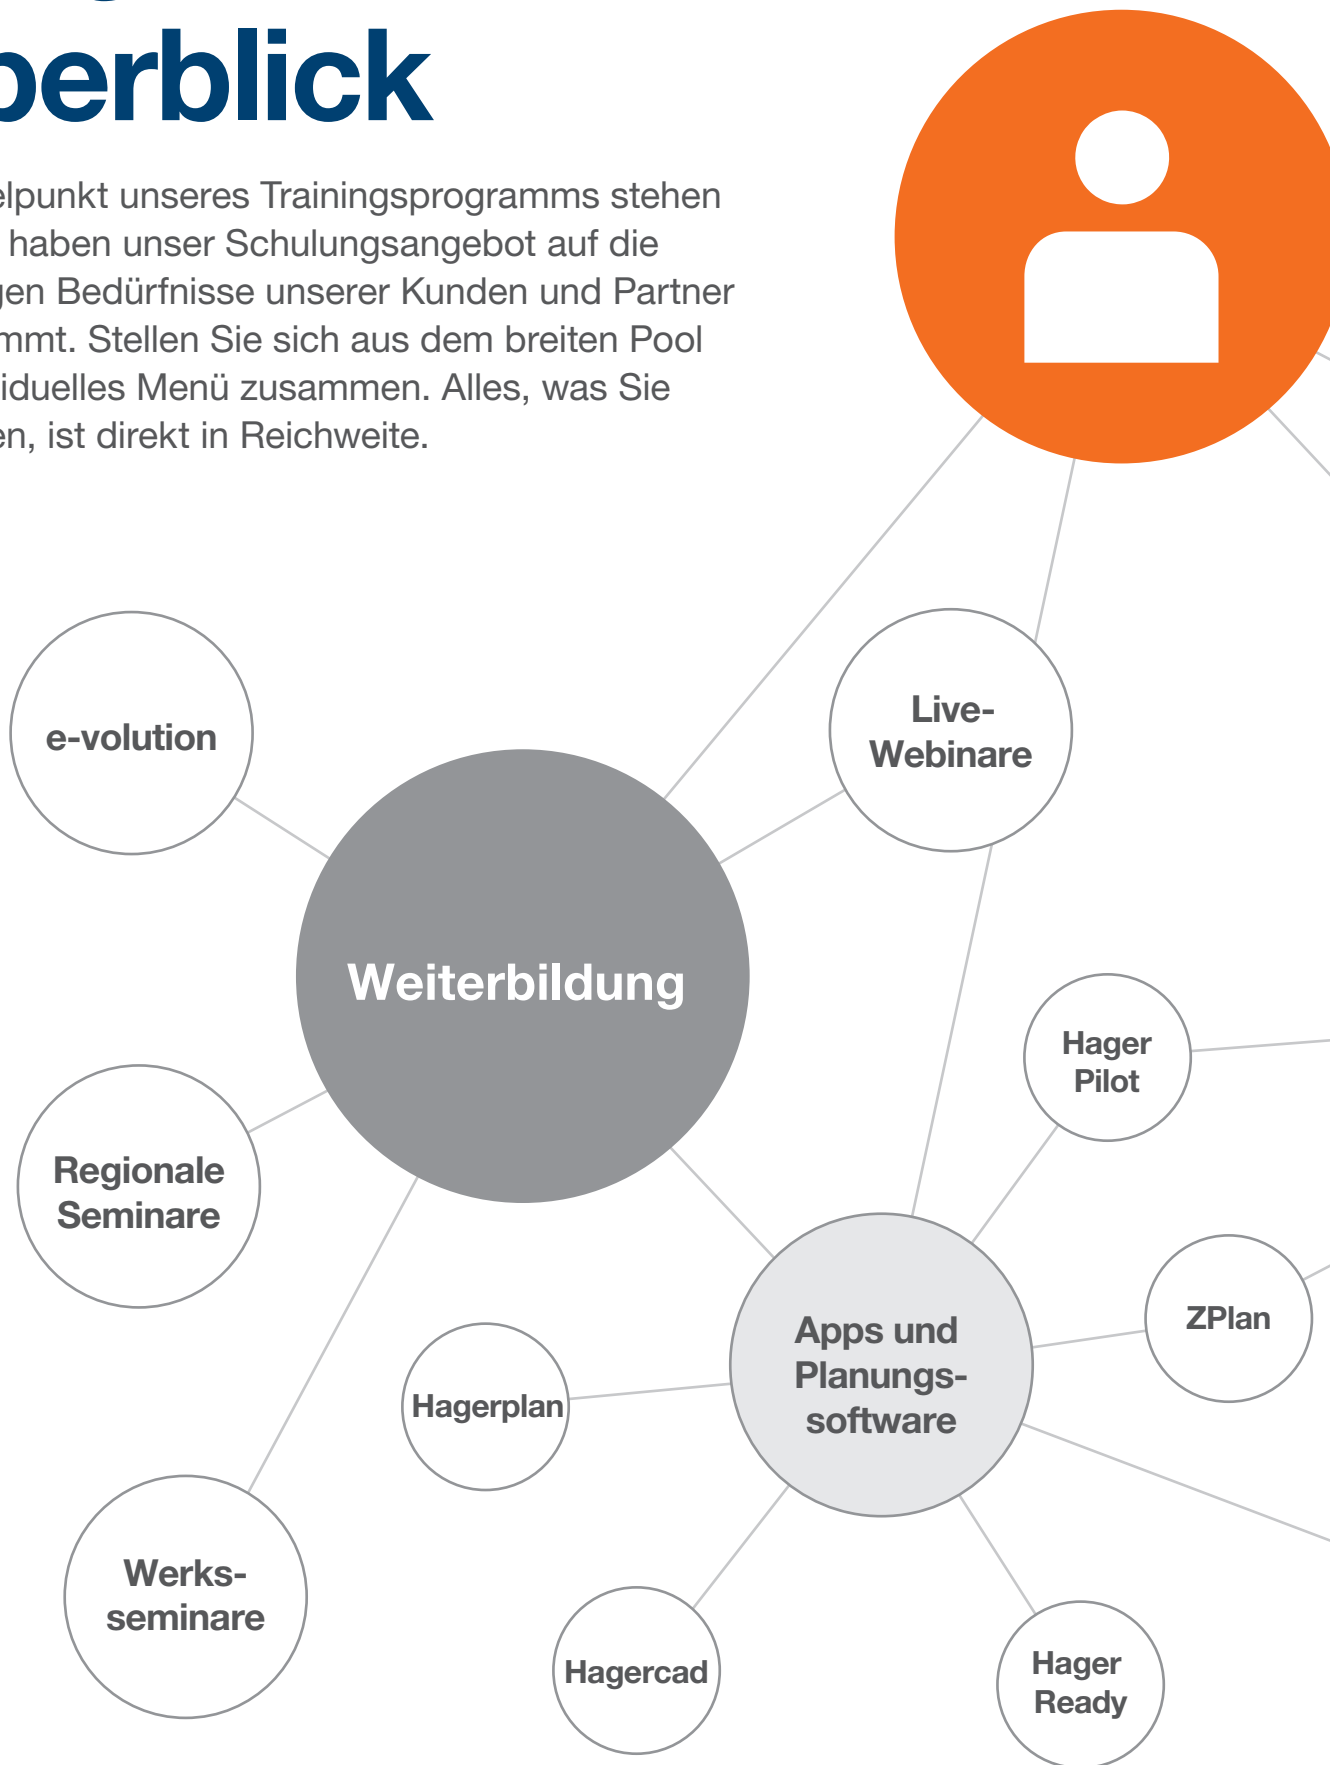 perblick
elpunkt unseres Trainingsprogramms stehen
haben unser Schulungsangebot auf die
gen Bedürfnisse unserer Kunden und Partner
mmt. Stellen Sie sich aus dem breiten Pool
iduelles Menü zusammen. Alles, was Sie
en, ist direkt in Reichweite.
e-volution
Live-
Webinare
Weiterbildung
Hager
Pilot
Regionale
Seminare
ZPlan
Apps und
Planungs-
software
Hagerplan
Werks-
seminare
Hagercad
Hager
Ready